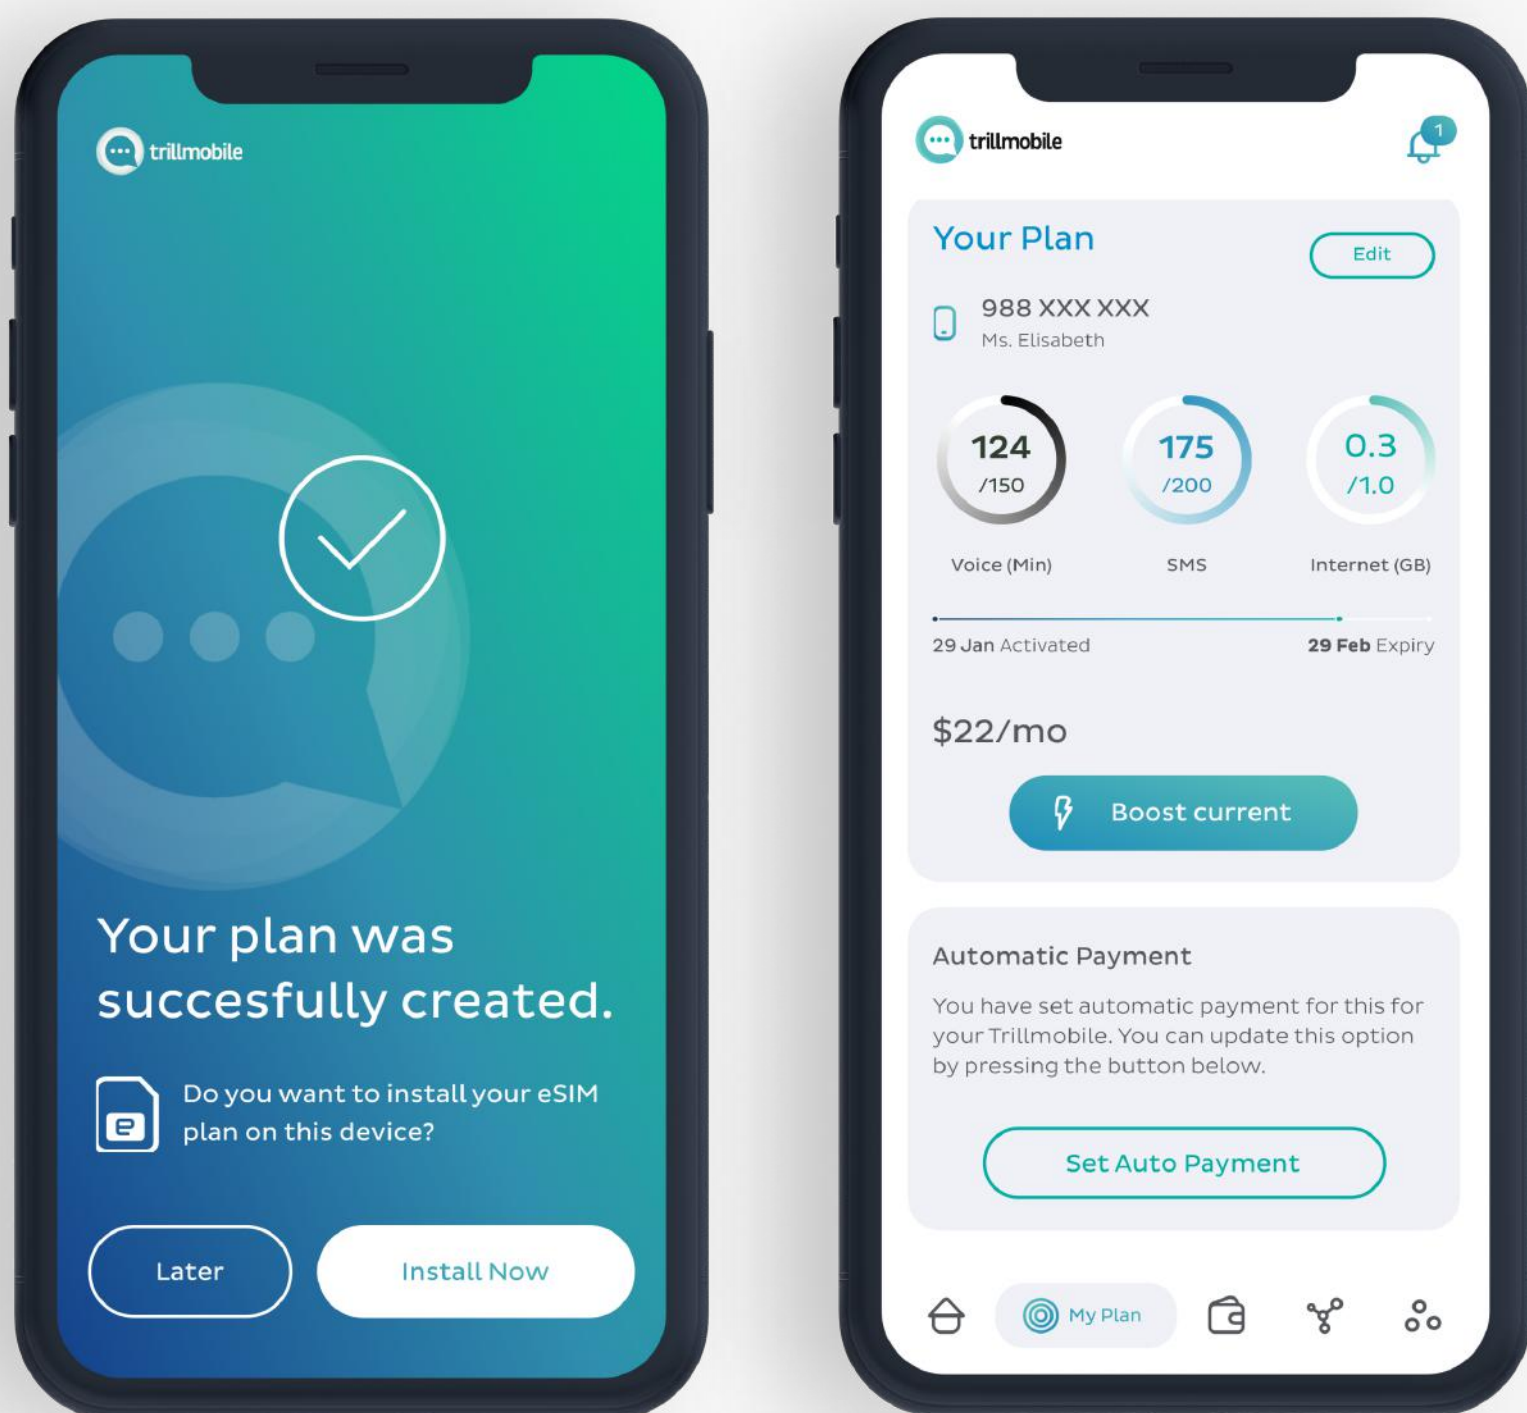 trillmobile
Your plan was
succesfully created.
e
Do you want to install your eSIM
plan on this device?
Later
Install Now
trillmobile
1
Your Plan
Edit
988 XXX XXX
Ms. Elisabeth
124
/150
175
/200
0.3
/1.0
Voice (Min)
SMS
Internet (GB)
29 Jan Activated
29 Feb Expiry
$22/mo
Boost current
Automatic Payment
You have set automatic payment for this for
your Trillmobile. You can update this option
by pressing the button below.
Set Auto Payment
My Plan